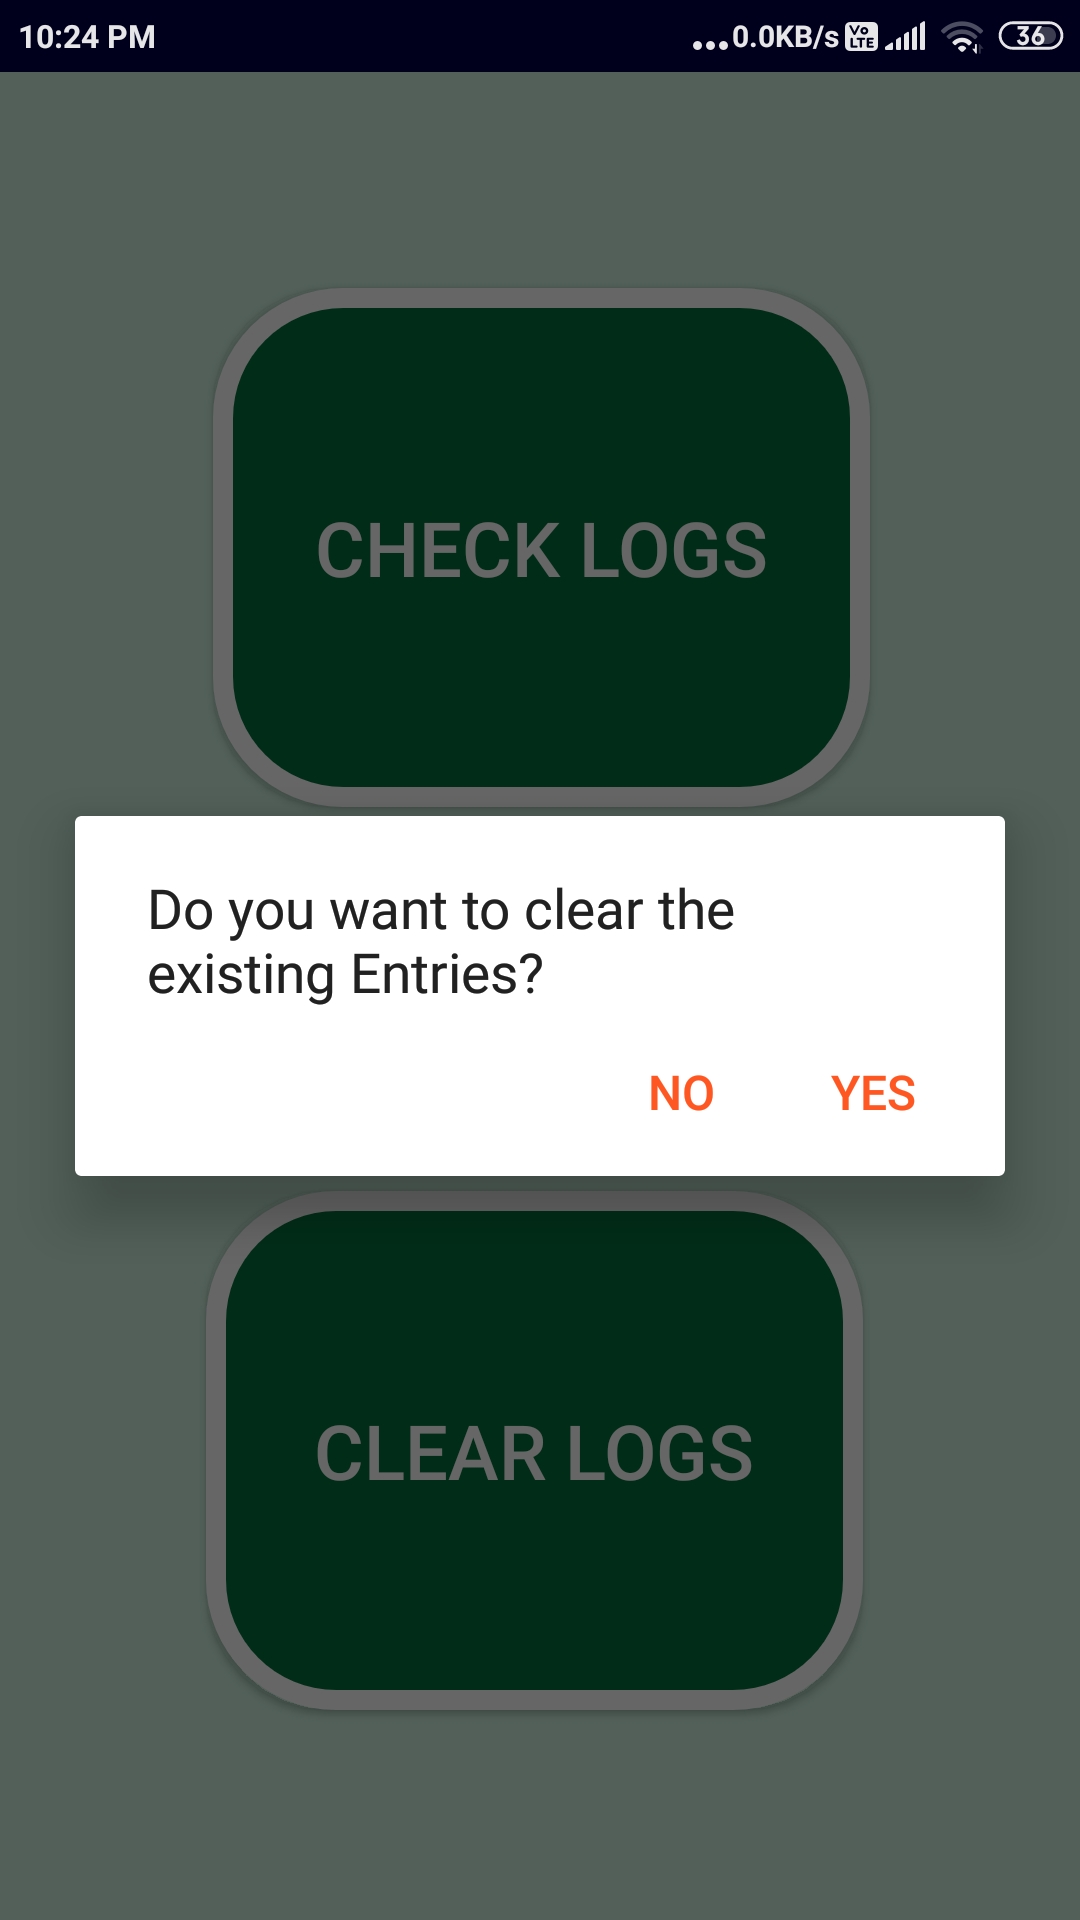 10:24 PM
...0.0KB/s Vo LTE 36
CHECK LOGS
Do you want to clear the
existing Entries?
NO YES
CLEAR LOGS